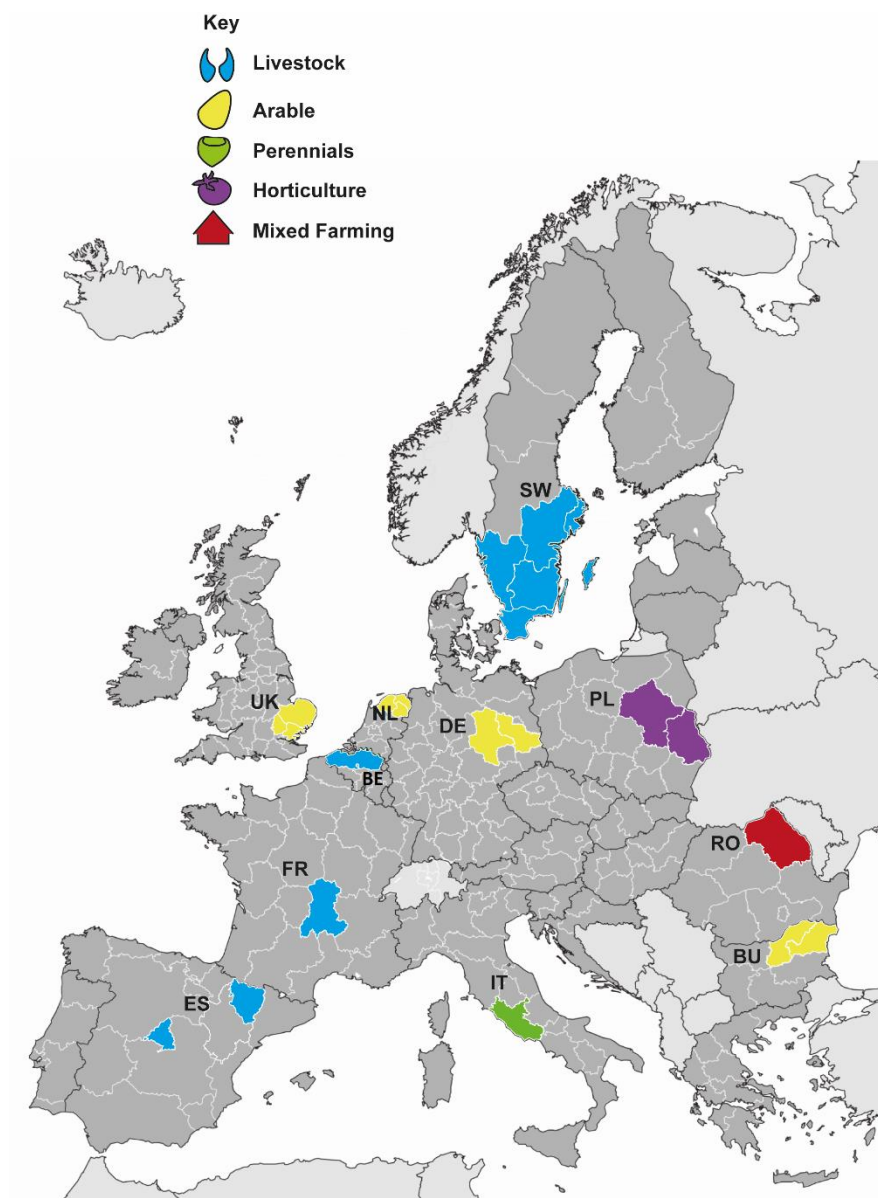 Key
Livestock
Arable
Perennials
Horticulture
Mixed Farming
SW
UK
NL
DE
PL
BE
RO
FR
BU
IT
ES